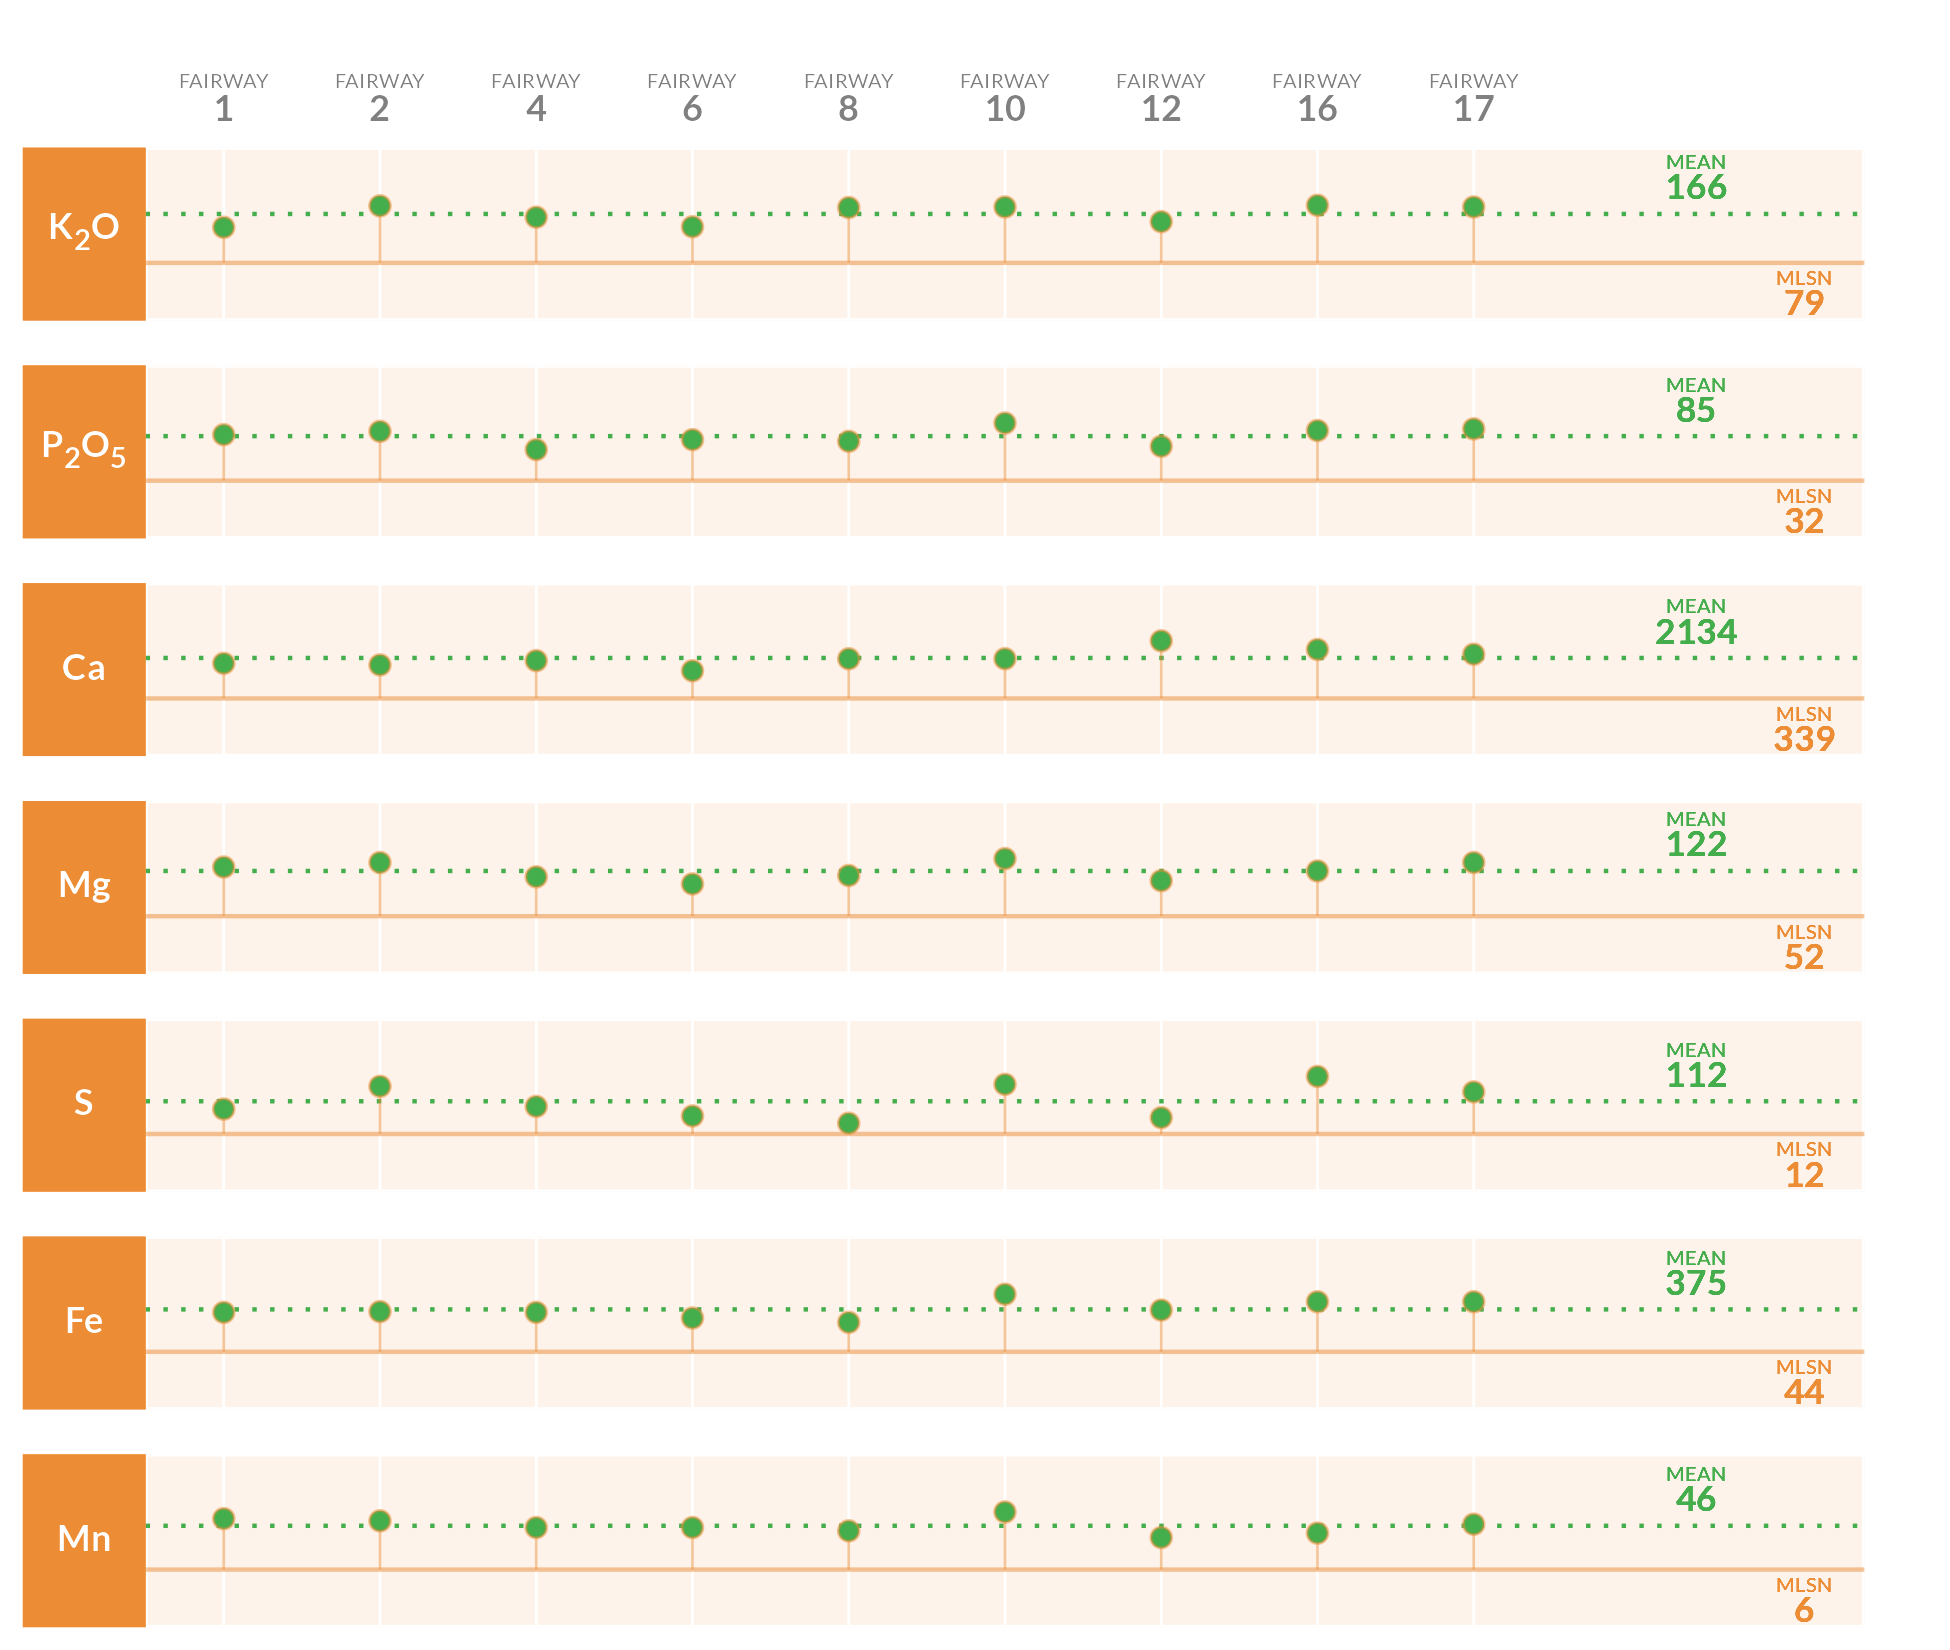 FAIRWAY FAIRWAY FAIRWAY FAIRWAY FAIRWAY FAIRWAY FAIRWAY FAIRWAY FAIRWAY
1 2 4 6 8 10 12 16 17
MEAN
166
K₂O
MLSN
79
MEAN
85
P₂O₅
MLSN
32
MEAN
2134
Ca
MLSN
339
MEAN
122
Mg
MLSN
52
MEAN
112
S
MLSN
12
MEAN
375
Fe
MLSN
44
MEAN
46
Mn
MLSN
6